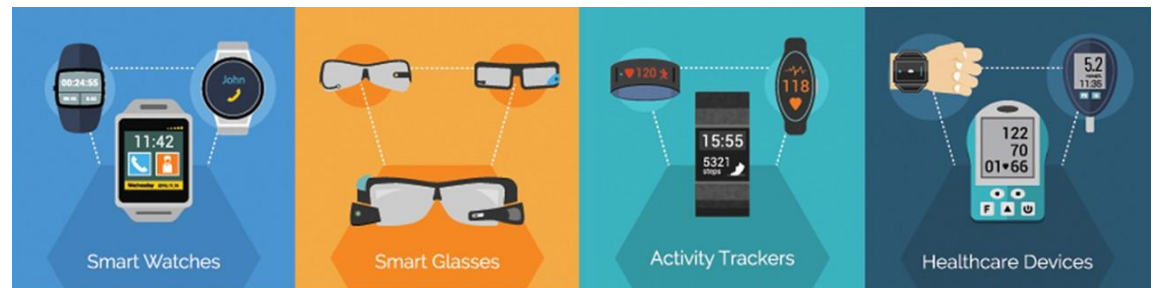 00:24:55
John
11:42
Wednesday
Smart Watches
Smart Glasses
120
118
15:55
5321
steps
Activity Trackers
5.2
11:35
122
70
01♥66
F
Healthcare Devices